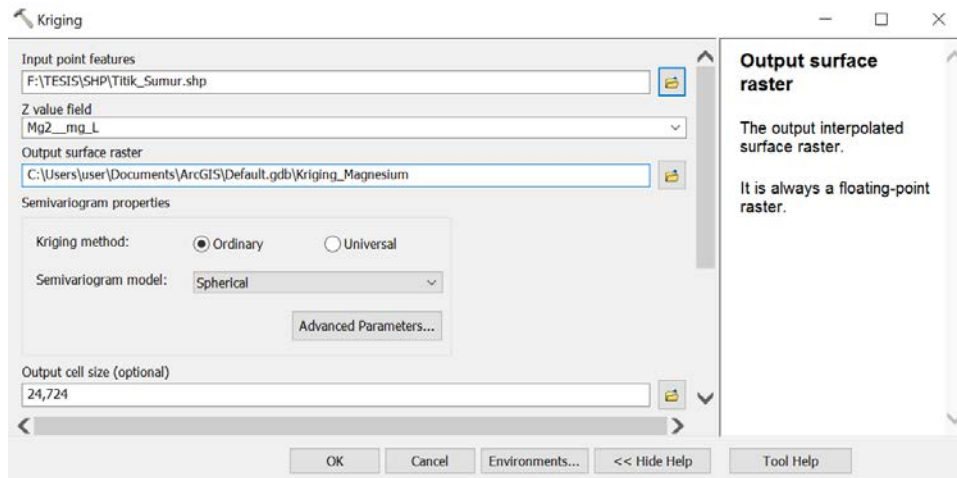 Kriging
Input point features
F:\TESIS\SHP\Titik_Sumur.shp
Z value field
Mg2__mg_L
Output surface raster
C:\Users\user\Documents\ArcGIS\Default.gdb\Kriging_Magnesium
Semivariogram properties
Kriging method:
Ordinary
Universal
Semivariogram model:
Spherical
Advanced Parameters...
Output cell size (optional)
24,724
OK
Cancel
Environments...
<< Hide Help
Output surface
raster
The output interpolated
surface raster.
It is always a floating-point
raster.
Tool Help